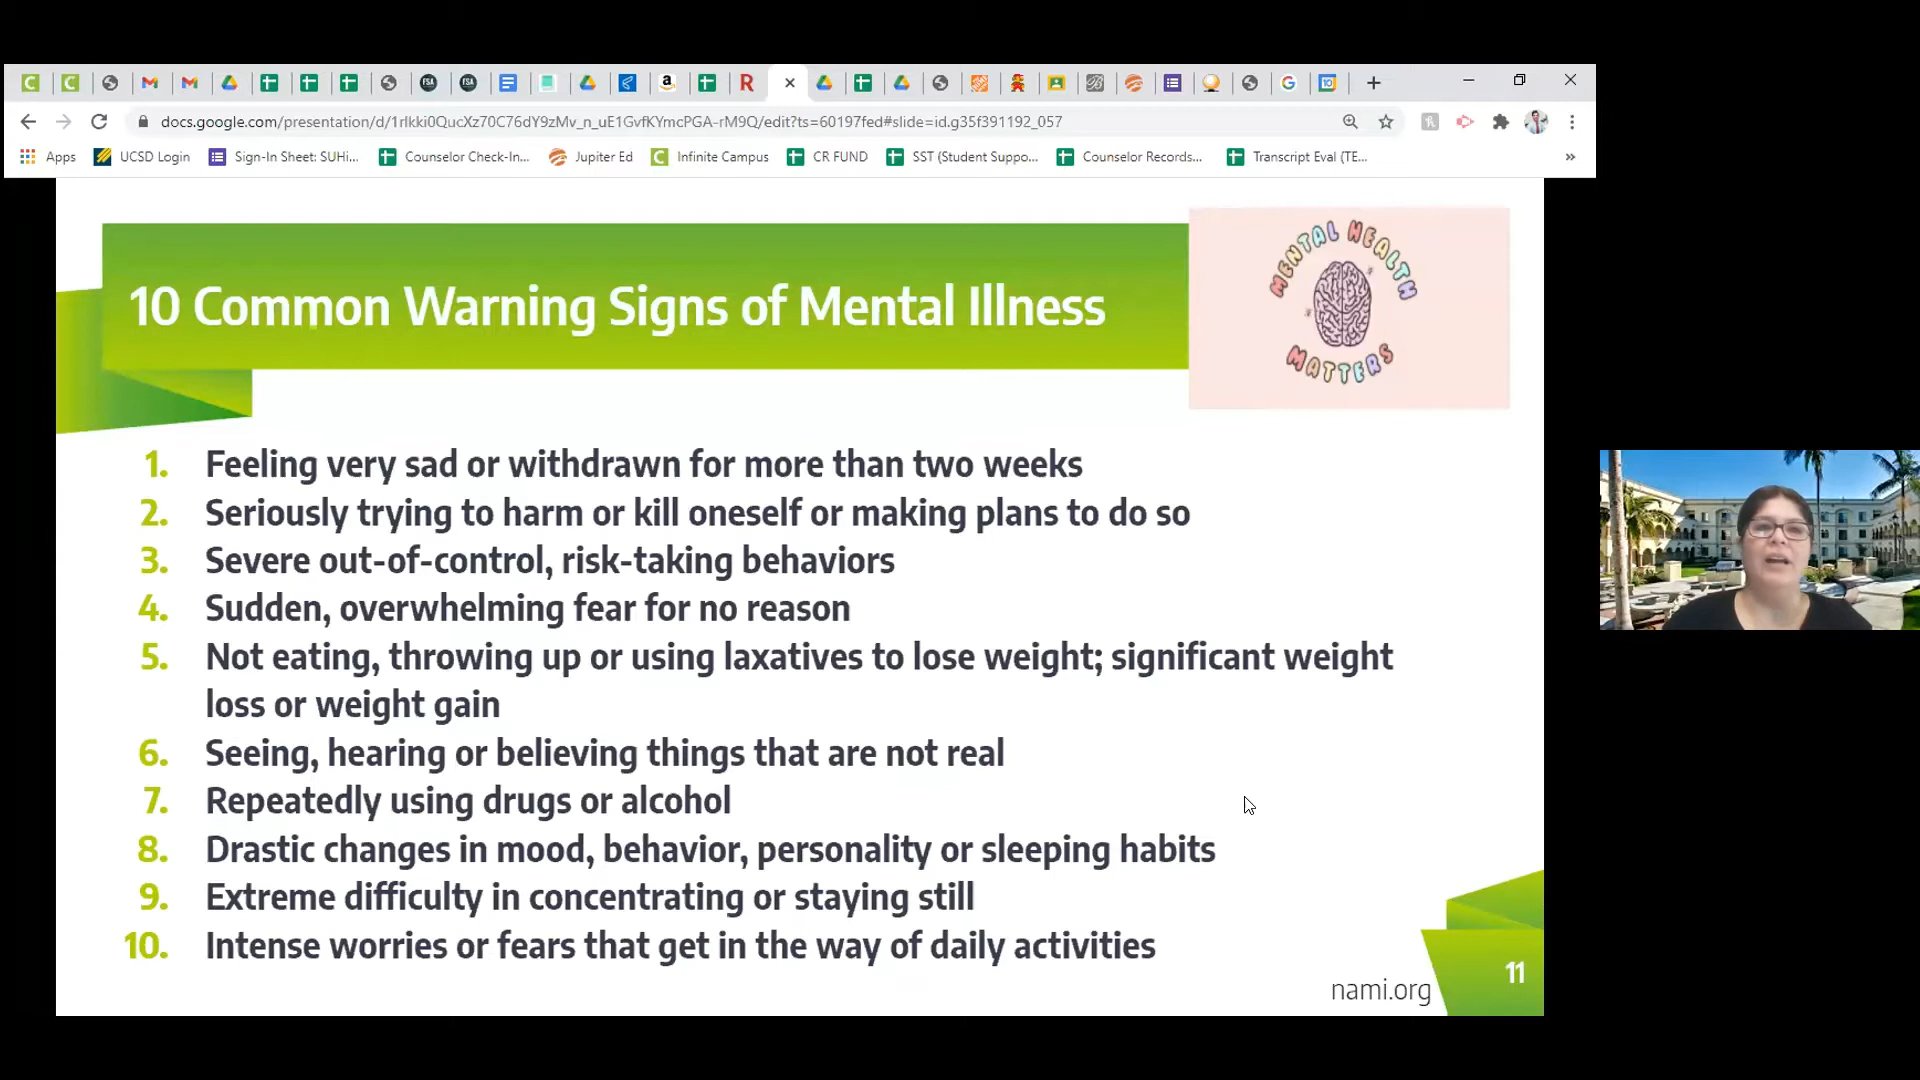 docs.google.com/presentation/d/1rIkki0QucXz70C76dY9zMv_n_uE1GvfKYmcPGA-rM9Q/edit?ts=60197fed#slide=id.g35f391192_057
Apps UCSD Login Sign-In Sheet: SUHi... Counselor Check-In... Jupiter Ed Infinite Campus CR FUND SST (Student Suppo... Counselor Records... Transcript Eval (TE... »
10 Common Warning Signs of Mental Illness
MENTAL HEALTH
MATTERS
1. Feeling very sad or withdrawn for more than two weeks
2. Seriously trying to harm or kill oneself or making plans to do so
3. Severe out-of-control, risk-taking behaviors
4. Sudden, overwhelming fear for no reason
5. Not eating, throwing up or using laxatives to lose weight; significant weight
loss or weight gain
6. Seeing, hearing or believing things that are not real
7. Repeatedly using drugs or alcohol
8. Drastic changes in mood, behavior, personality or sleeping habits
9. Extreme difficulty in concentrating or staying still
10. Intense worries or fears that get in the way of daily activities
nami.org
11